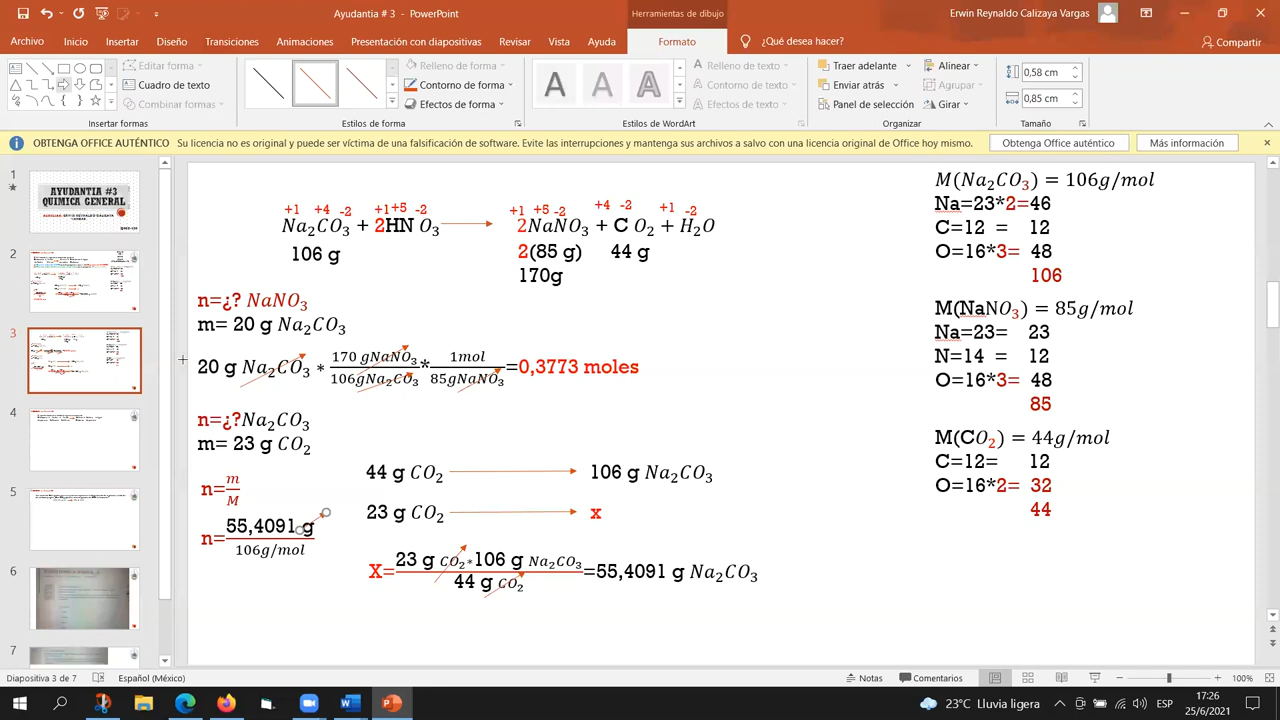 Ayudantia # 3 - PowerPoint
Herramientas de dibujo
Erwin Reynaldo Calizaya Vargas
Archivo Inicio Insertar Diseño Transiciones Animaciones Presentación con diapositivas Revisar Vista Ayuda Formato ¿Qué desea hacer? Compartir
Editar forma
Cuadro de texto
Combinar formas
Insertar formas
Relleno de forma
Contorno de forma
Efectos de forma
Estilos de forma
Relleno de texto
Contorno de texto
Efectos de texto
Estilos de WordArt
Traer adelante
Enviar atrás
Panel de selección
Alinear
Agrupar
Girar
Organizar
0,58 cm
0,85 cm
Tamaño
OBTENGA OFFICE AUTÉNTICO Su licencia no es original y puede ser víctima de una falsificación de software. Evite las interrupciones y mantenga sus archivos a salvo con una licencia original de Office hoy mismo. Obtenga Office auténtico Más información
1
AYUDANTIA #3
QUIMICA GENERAL
2
3
4
5
6
7
+1 +4 -2 +1 +5 -2 +1 +5 -2 +4 -2 +1 -2
Na₂CO₃ + 2HN O₃ → 2NaNO₃ + C O₂ + H₂O
106 g 2(85 g) 44 g
170g
n=¿? NaNO₃
m= 20 g Na₂CO₃
20 g Na₂CO₃ * 170 gNaNO₃/106gNa₂CO₃ * 1mol/85gNaNO₃ =0,3773 moles
n=¿?Na₂CO₃
m= 23 g CO₂
44 g CO₂ → 106 g Na₂CO₃
n=m/M
23 g CO₂ → x
n=55,4091 g/106g/mol
X=23 g CO₂*106 g Na₂CO₃/44 g CO₂=55,4091 g Na₂CO₃
M(Na₂CO₃) = 106g/mol
Na=23*2=46
C=12 = 12
O=16*3= 48
106
M(NaNO₃) = 85g/mol
Na=23= 23
N=14 = 12
O=16*3= 48
85
M(CO₂) = 44g/mol
C=12= 12
O=16*2= 32
44
Diapositiva 3 de 7 Español (México) Notas Comentarios 100%
23°C Lluvia ligera ESP 17:26
25/6/2021